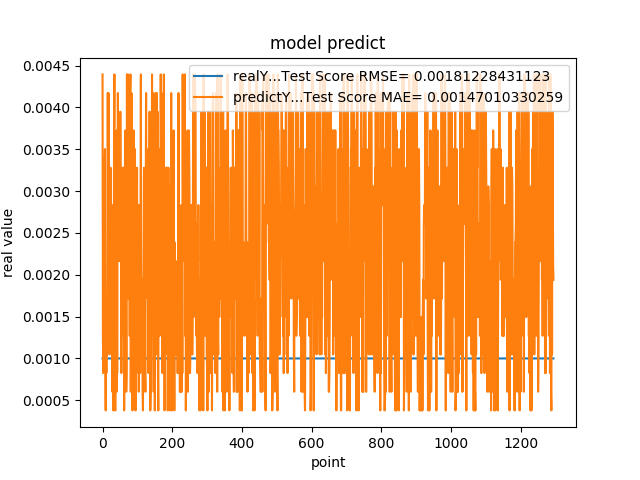 model predict
realY...Test Score RMSE= 0.00181228431123
predictY...Test Score MAE= 0.00147010330259
real value
0.0045
0.0040
0.0035
0.0030
0.0025
0.0020
0.0015
0.0010
0.0005
0 200 400 600 800 1000 1200
point